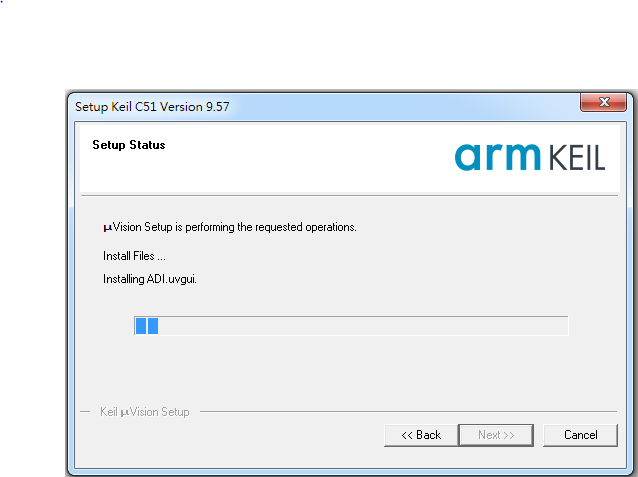 Setup Keil C51 Version 9.57
Setup Status
arm KEIL
µVision Setup is performing the requested operations.
Install Files ...
Installing ADI.uvgui.
Keil µVision Setup
<< Back
Next >>
Cancel